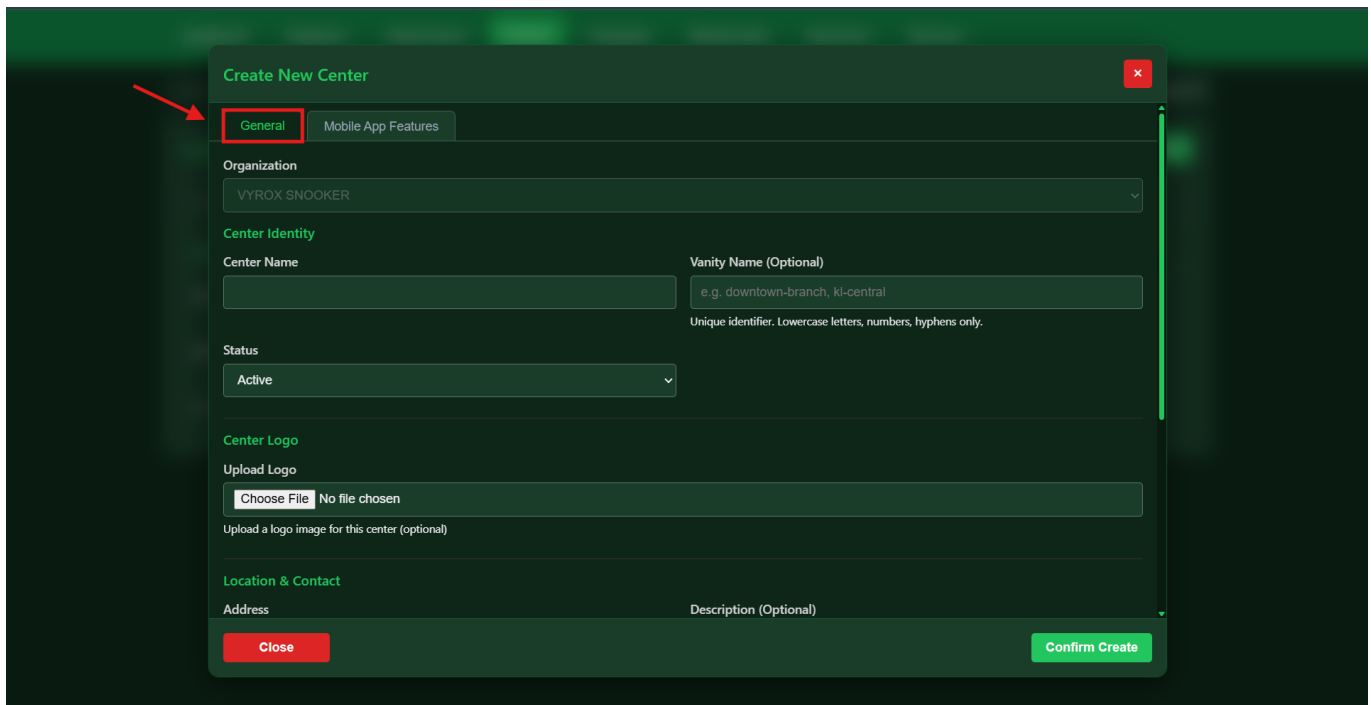 Create New Center
×
General
Mobile App Features
Organization
VYROX SNOOKER
Center Identity
Center Name
Vanity Name (Optional)
e.g. downtown-branch, kl-central
Unique identifier. Lowercase letters, numbers, hyphens only.
Status
Active
Center Logo
Upload Logo
Choose File No file chosen
Upload a logo image for this center (optional)
Location & Contact
Address
Description (Optional)
Close
Confirm Create